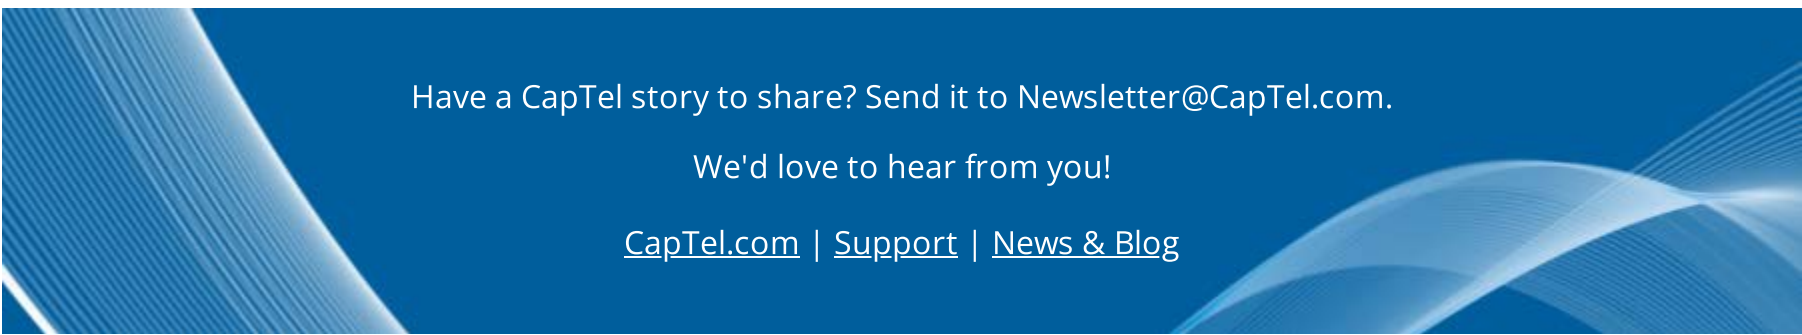 Have a CapTel story to share? Send it to Newsletter@CapTel.com.
We'd love to hear from you!
CapTel.com | Support | News & Blog